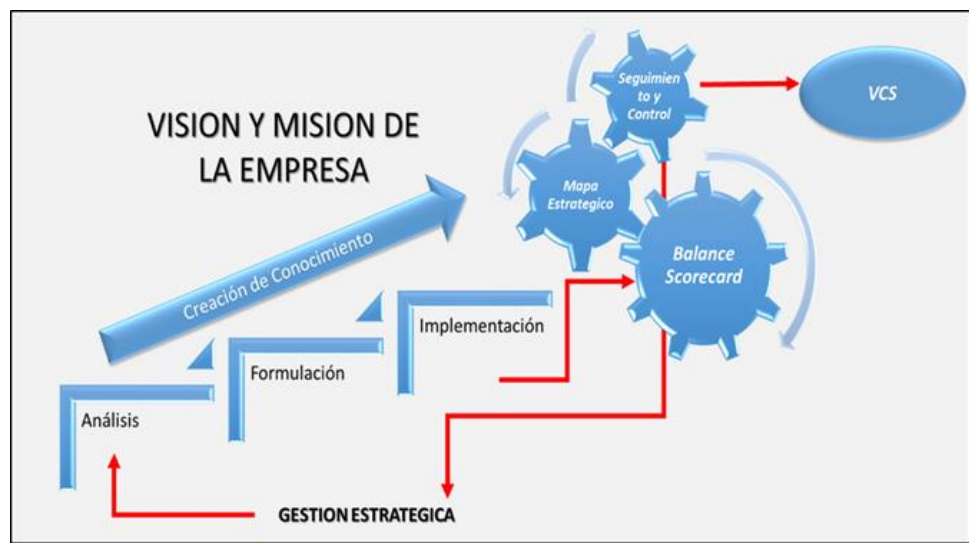 VISION Y MISION DE
LA EMPRESA
Seguimien
to y
Control
VCS
Mapa
Estrategico
Balance
Scorecard
Creación de Conocimiento
Implementación
Formulación
Análisis
GESTION ESTRATEGICA